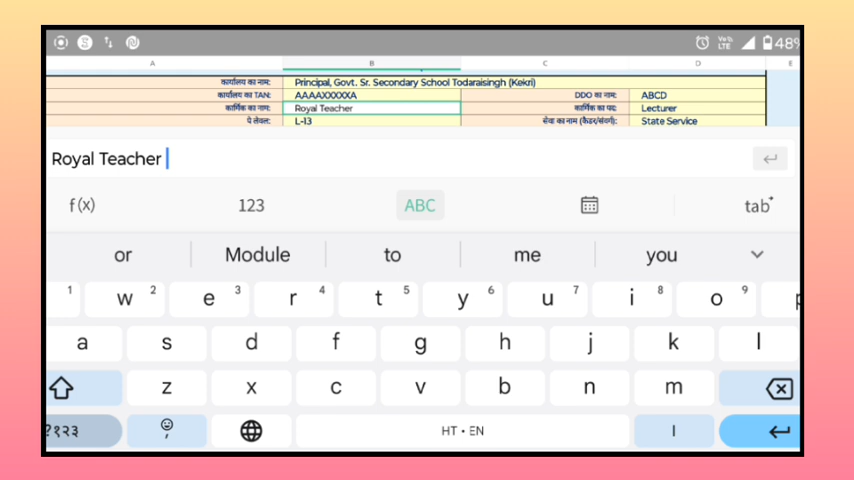 48%
A B C D E
कार्यालय का नाम: Principal, Govt. Sr. Secondary School Todaraisingh (Kekri)
कार्यालय का TAN: AAAAXXXXXA DDO का नाम: ABCD
कार्मिक का नाम: Royal Teacher कार्मिक का पद: Lecturer
पे लेवल: L-13 सेवा का नाम (कैडर/संवर्ग): State Service
Royal Teacher
f(x) 123 ABC tab
or Module to me you
1 w 2 e 3 r 4 t 5 y 6 u 7 i 8 o 9 p
a s d f g h j k l
z x c v b n m
?१२३ , HT • EN ।